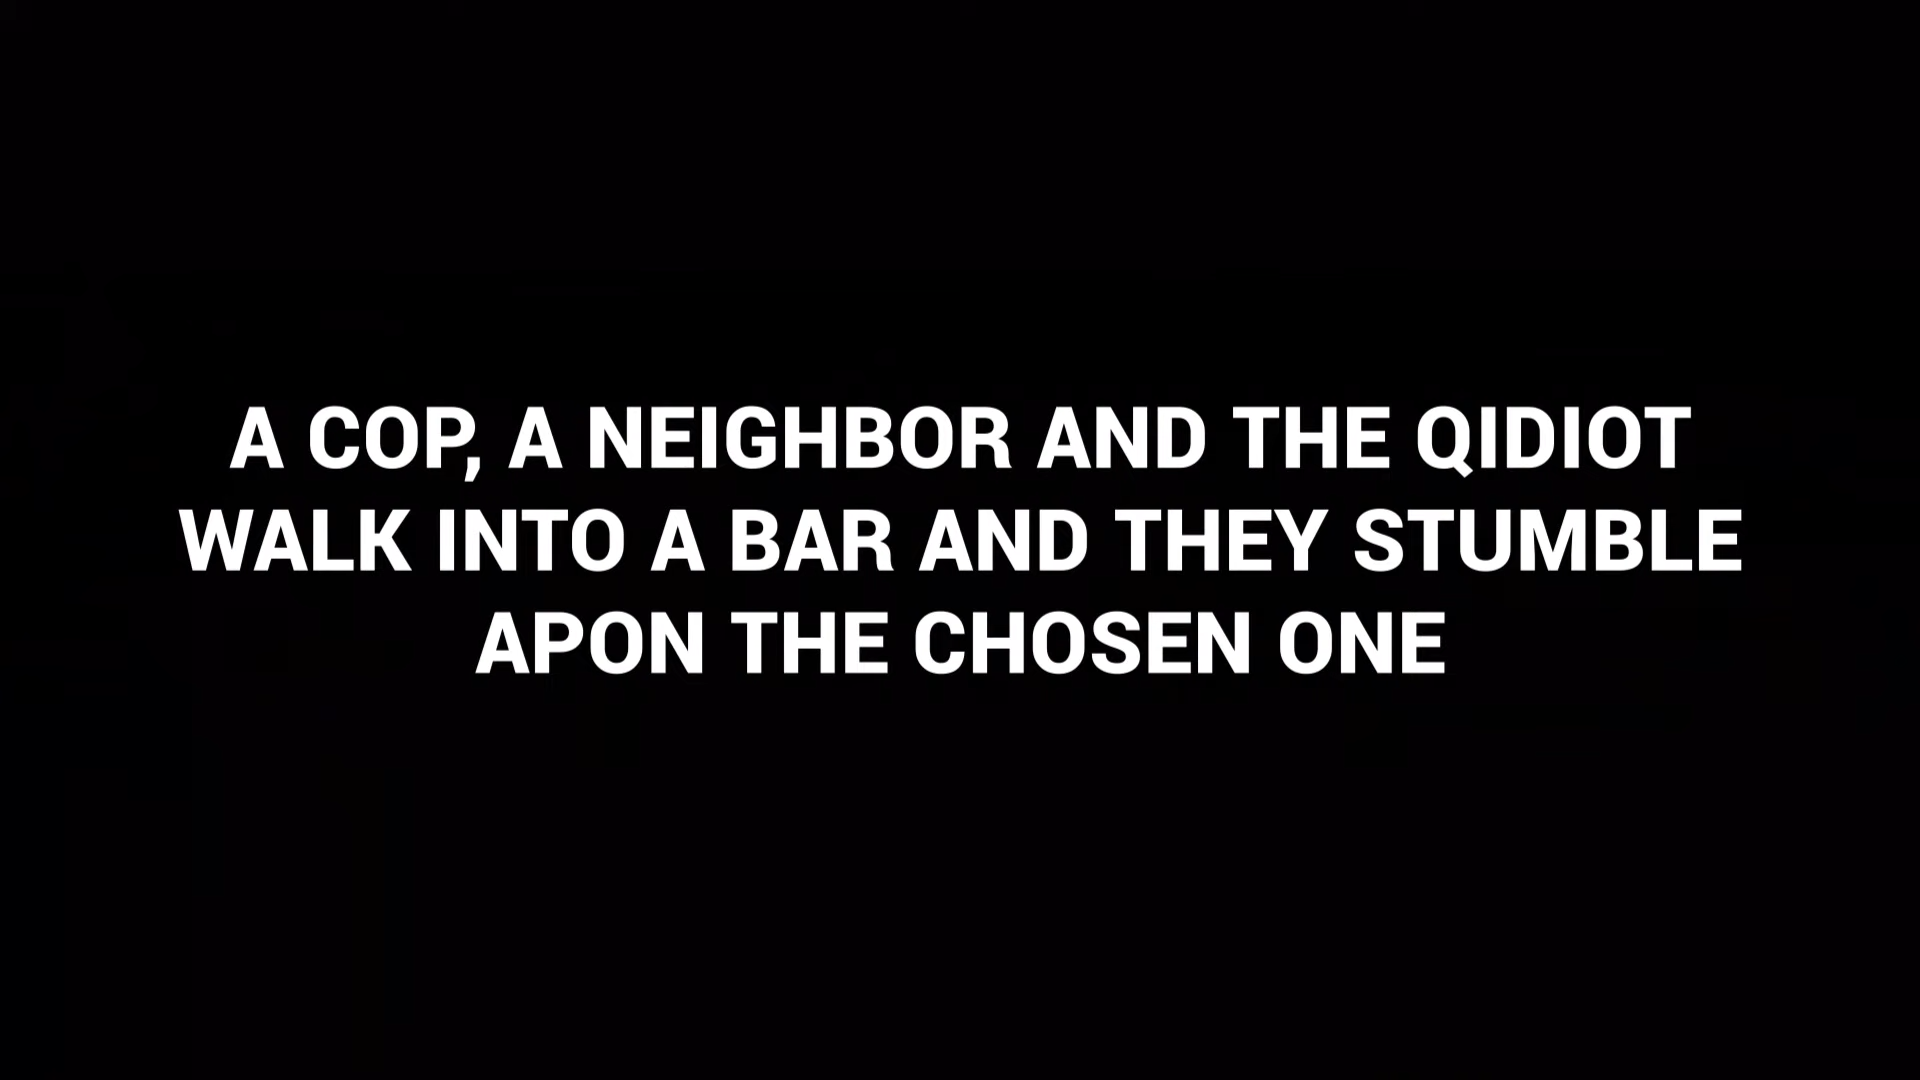 A COP, A NEIGHBOR AND THE QIDIOT
WALK INTO A BAR AND THEY STUMBLE
APON THE CHOSEN ONE